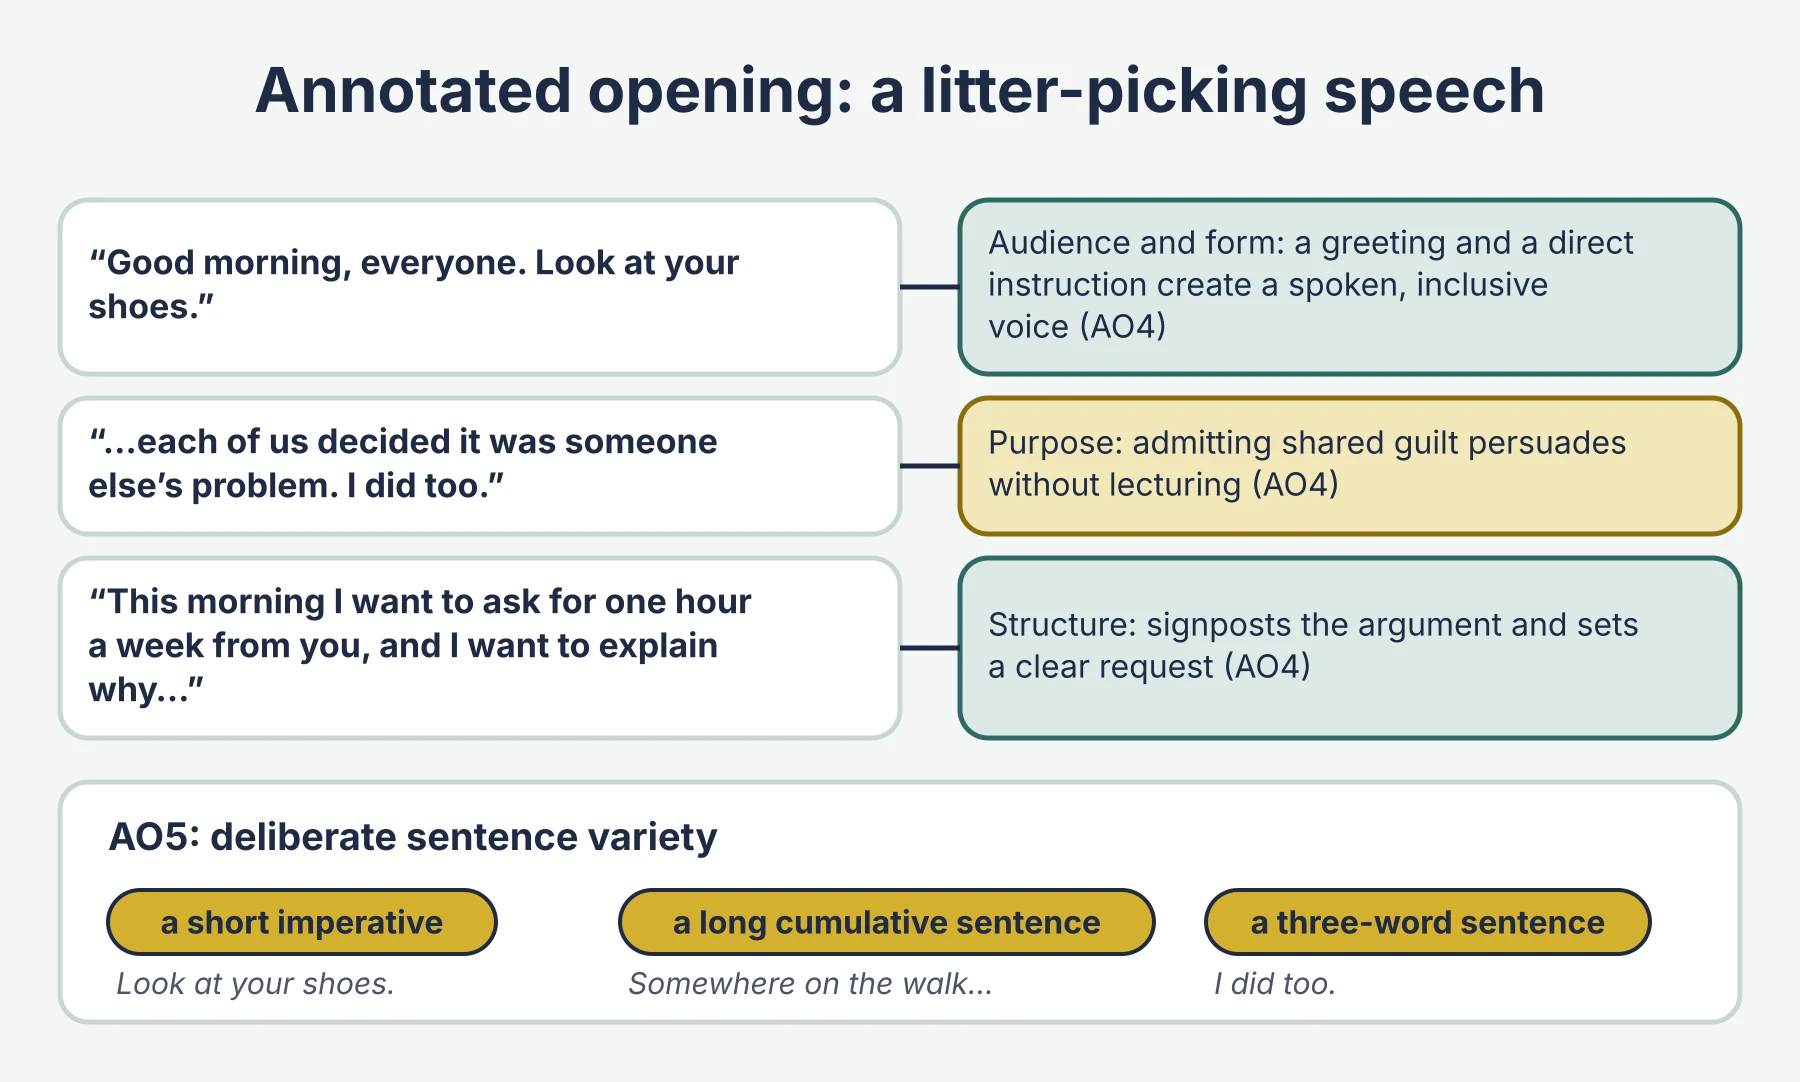 Annotated opening: a litter-picking speech
“Good morning, everyone. Look at your
shoes.”
Audience and form: a greeting and a direct
instruction create a spoken, inclusive
voice (AO4)
“…each of us decided it was someone
else’s problem. I did too.”
Purpose: admitting shared guilt persuades
without lecturing (AO4)
“This morning I want to ask for one hour
a week from you, and I want to explain
why…”
Structure: signposts the argument and sets
a clear request (AO4)
AO5: deliberate sentence variety
a short imperative
Look at your shoes.
a long cumulative sentence
Somewhere on the walk…
a three-word sentence
I did too.